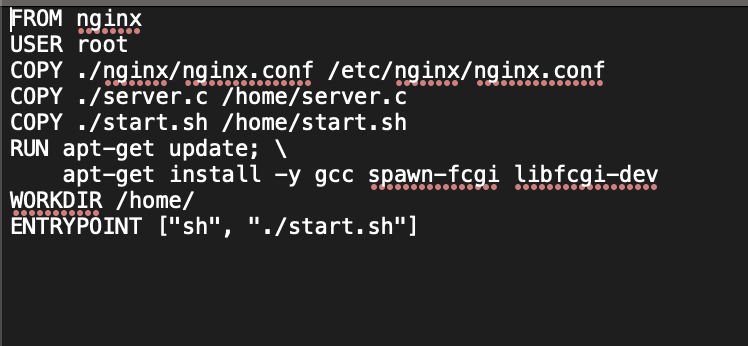 FROM nginx
USER root
COPY ./nginx/nginx.conf /etc/nginx/nginx.conf
COPY ./server.c /home/server.c
COPY ./start.sh /home/start.sh
RUN apt-get update; \
    apt-get install -y gcc spawn-fcgi libfcgi-dev
WORKDIR /home/
ENTRYPOINT ["sh", "./start.sh"]